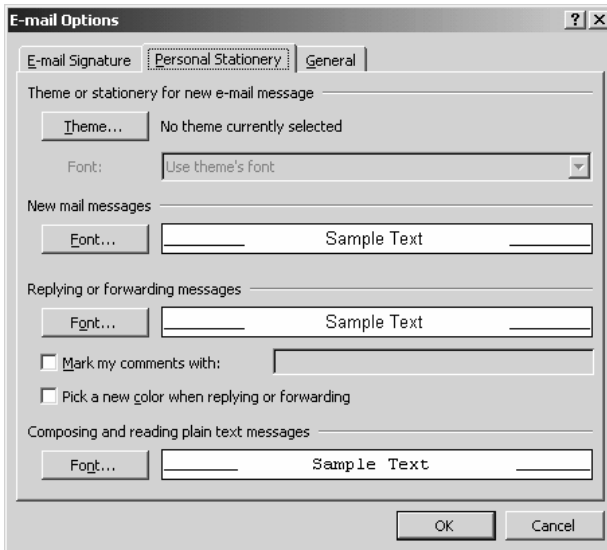 E-mail Options ? X
E-mail Signature Personal Stationery General
Theme or stationery for new e-mail message
Theme... No theme currently selected
Font: Use theme's font
New mail messages
Font... Sample Text
Replying or forwarding messages
Font... Sample Text
Mark my comments with:
Pick a new color when replying or forwarding
Composing and reading plain text messages
Font... Sample Text
OK Cancel